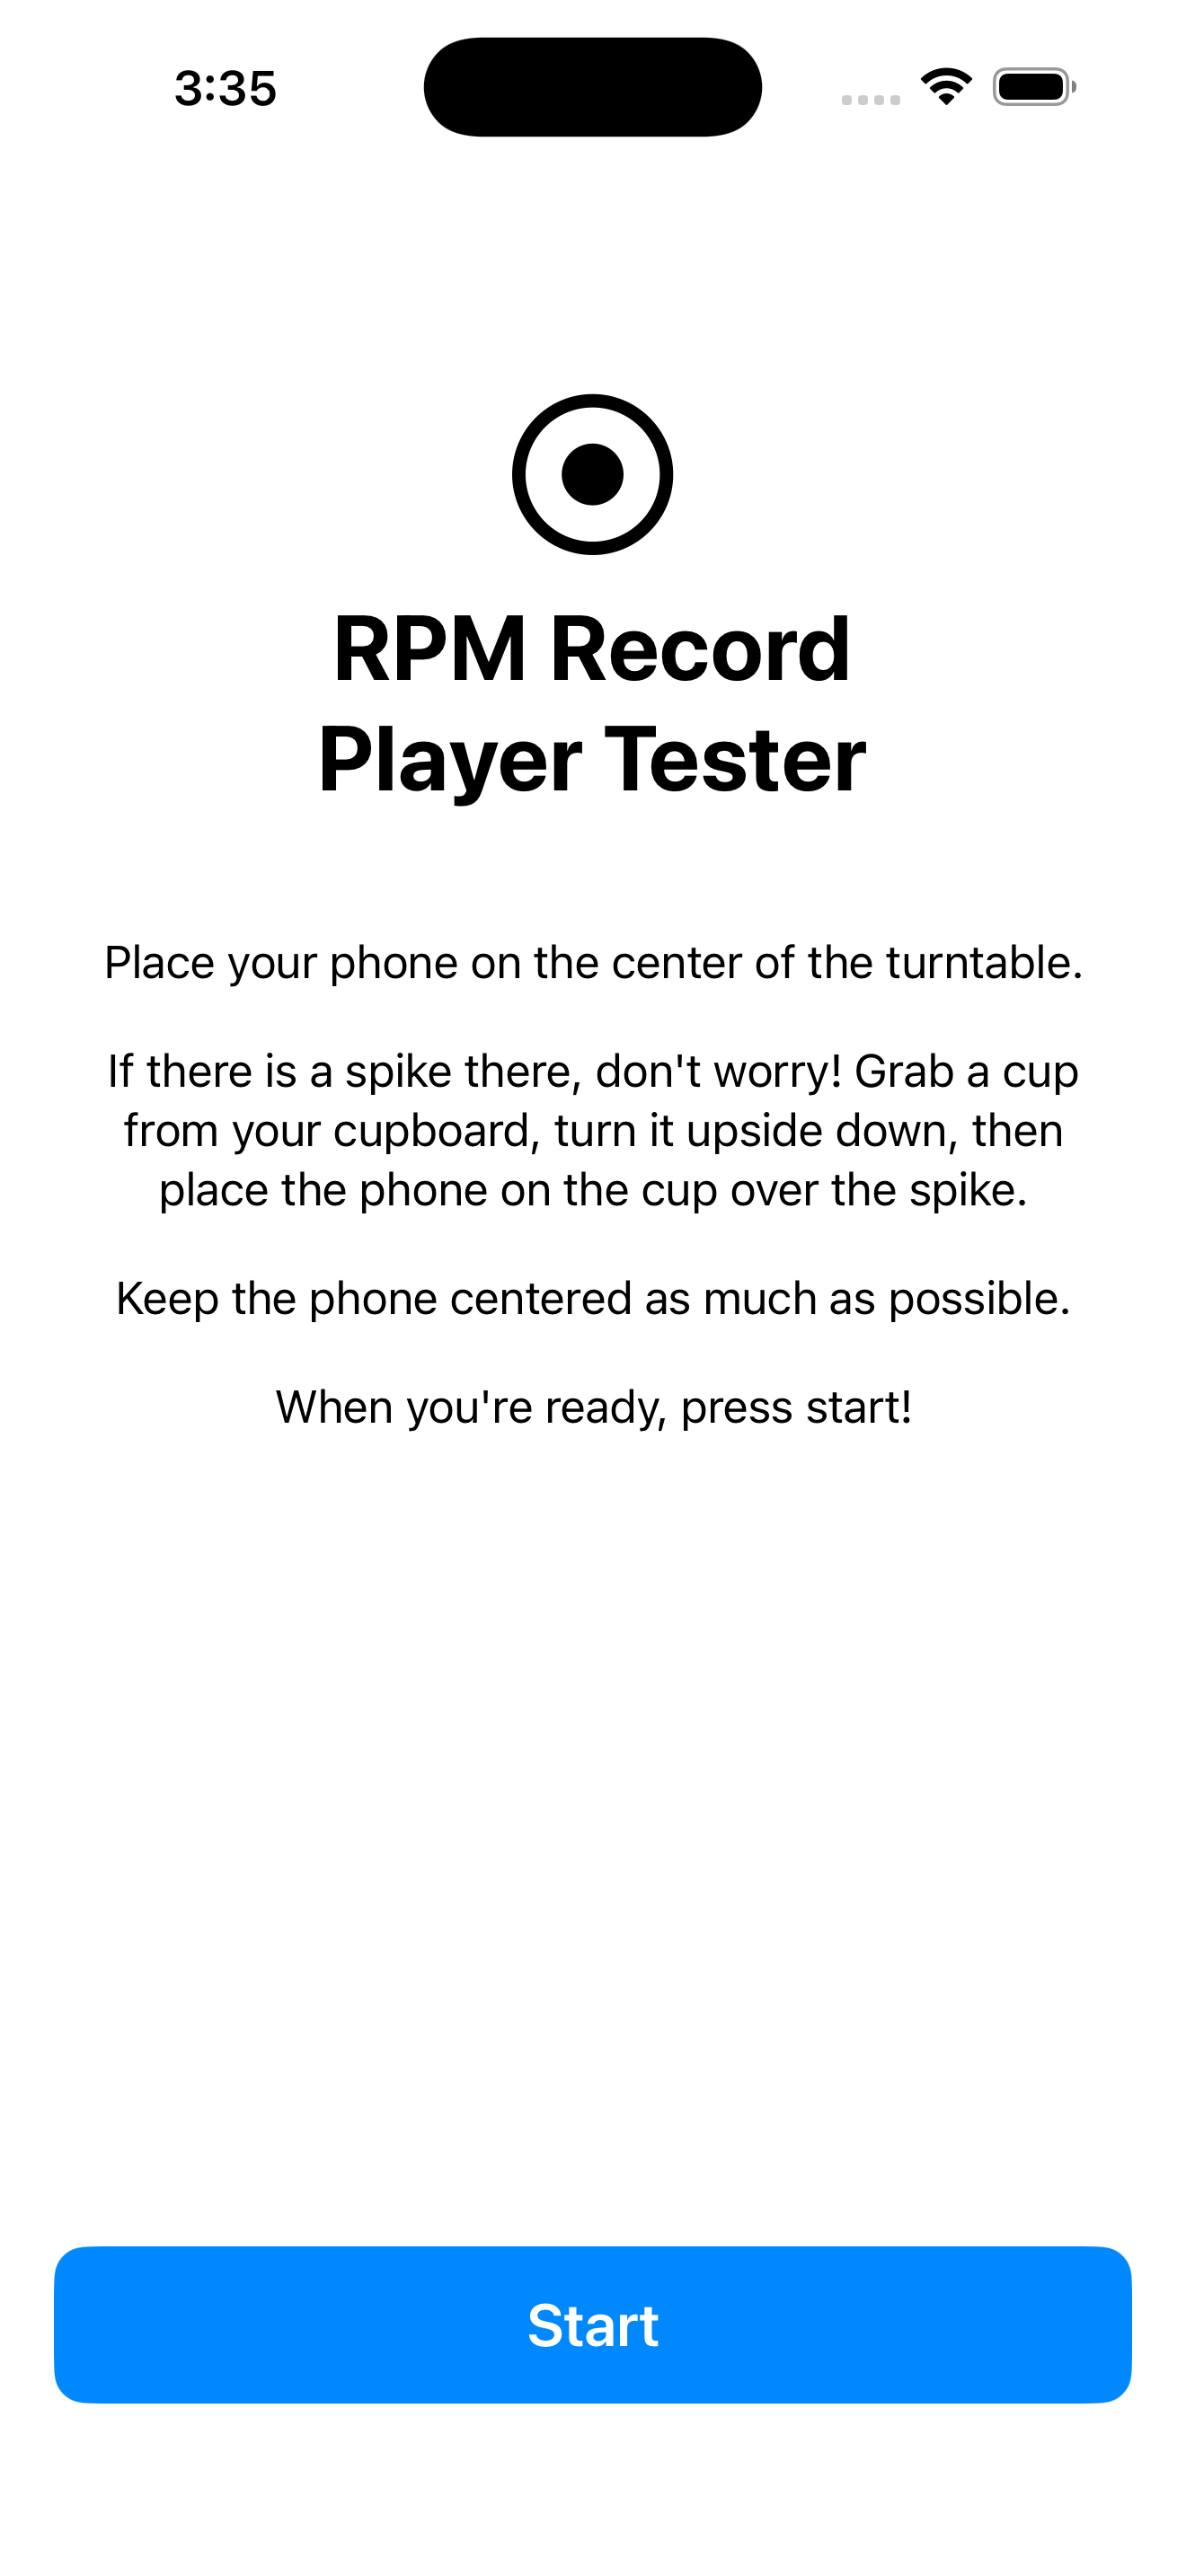 3:35
RPM Record
Player Tester
Place your phone on the center of the turntable.
If there is a spike there, don't worry! Grab a cup
from your cupboard, turn it upside down, then
place the phone on the cup over the spike.
Keep the phone centered as much as possible.
When you're ready, press start!
Start